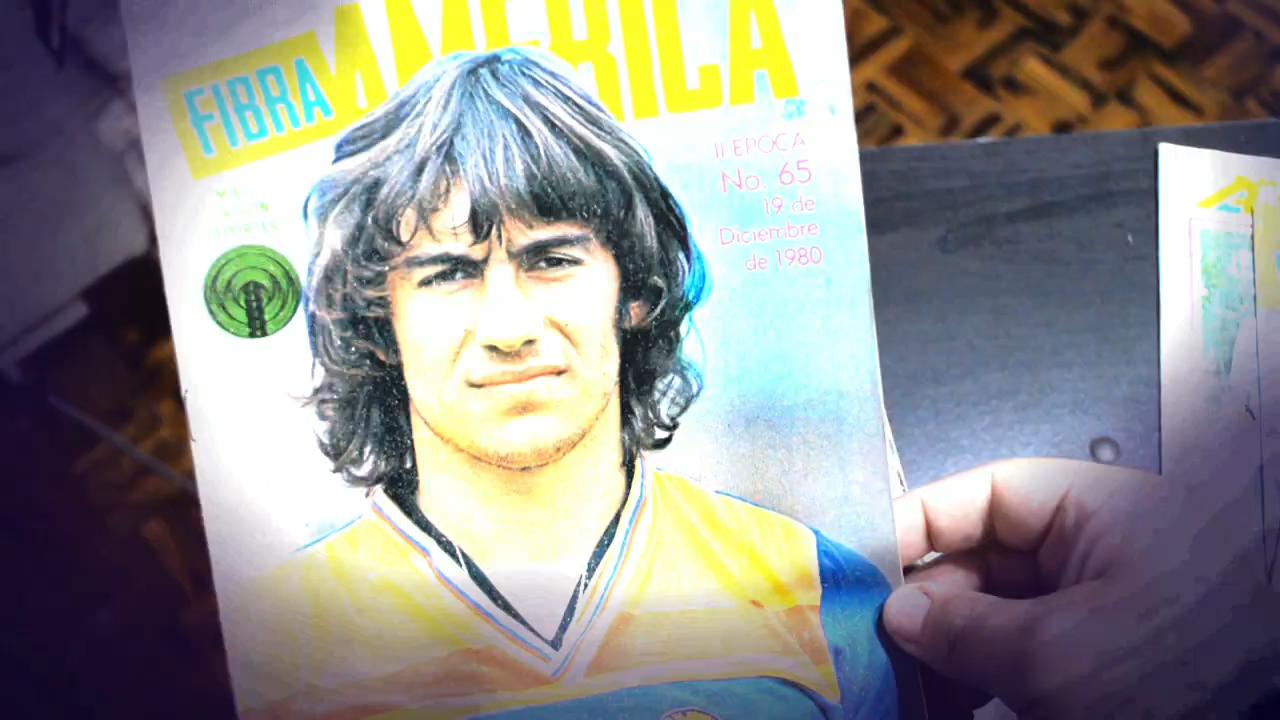 FIBRA AMERICA
II EPOCA
No. 65
19 de
Diciembre
de 1980